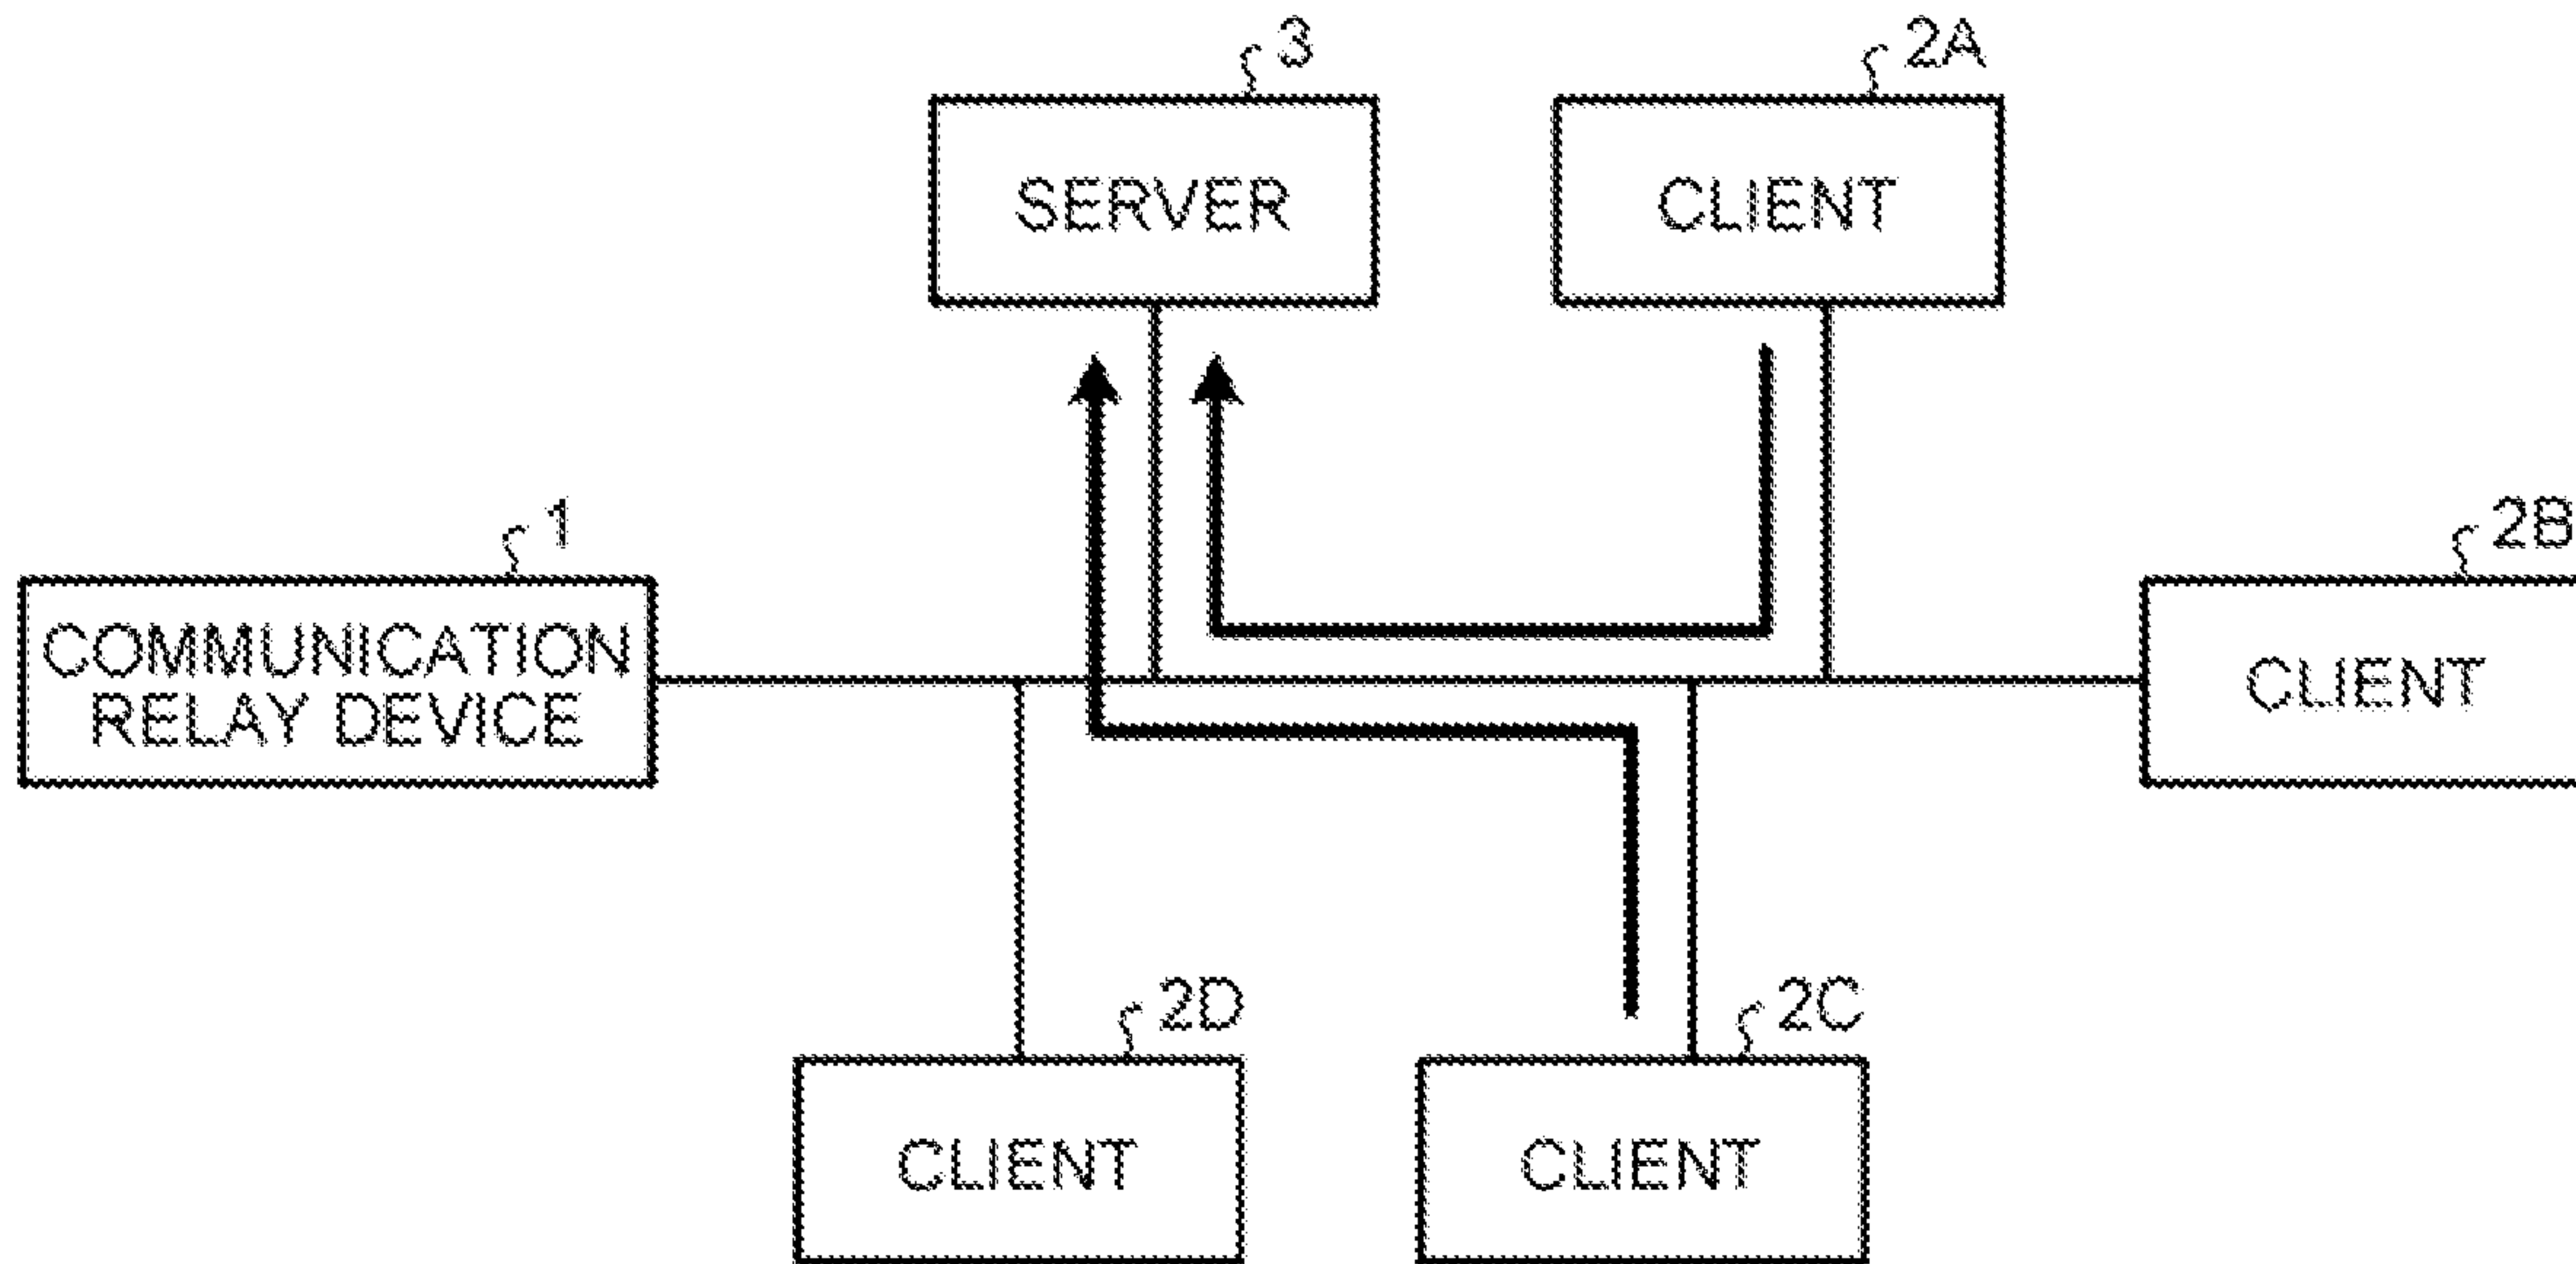 3
2A
SERVER
CLIENT
1
2B
COMMUNICATION
RELAY DEVICE
CLIENT
2D
2C
CLIENT
CLIENT